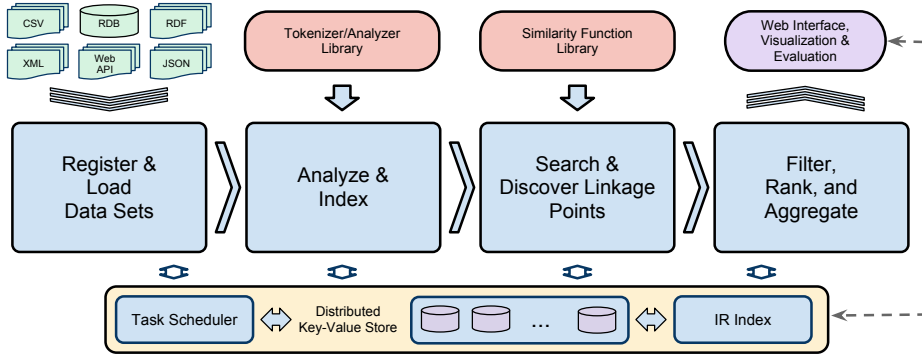 CSV
RDB
RDF
XML
Web
API
JSON
Tokenizer/Analyzer
Library
Similarity Function
Library
Web Interface,
Visualization &
Evaluation
Register &
Load
Data Sets
Analyze &
Index
Search &
Discover Linkage
Points
Filter,
Rank, and
Aggregate
Task Scheduler
Distributed
Key-Value Store
...
IR Index